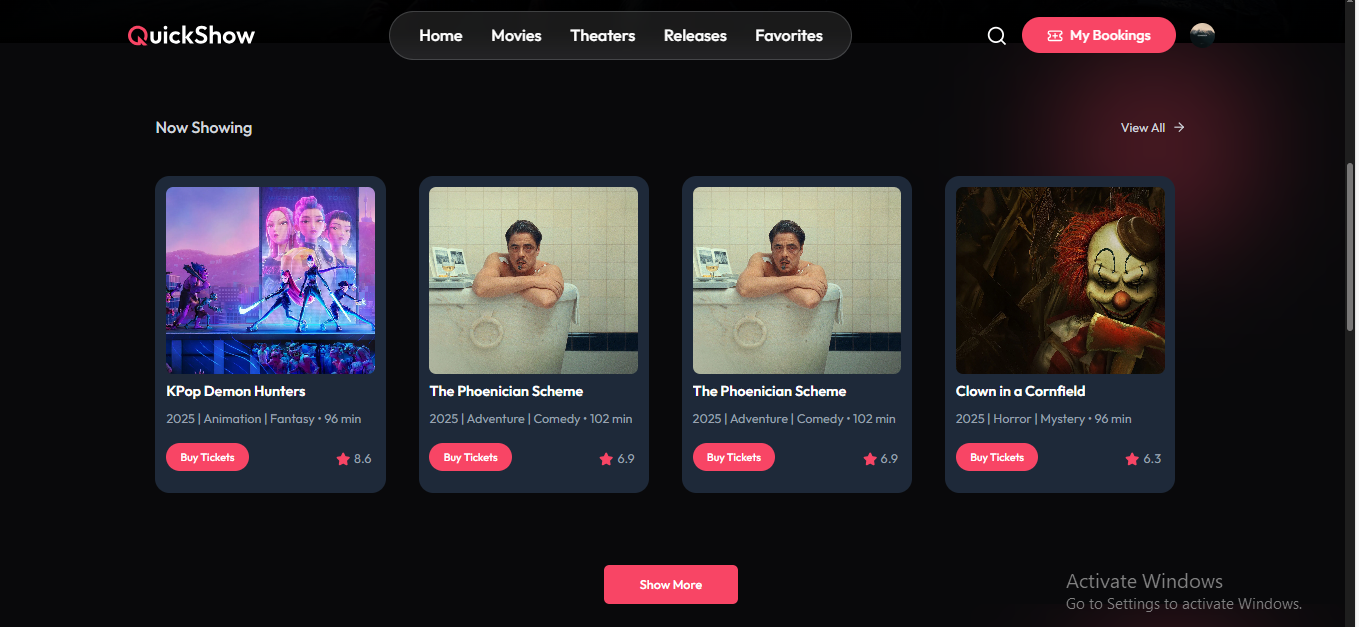 QuickShow
Home Movies Theaters Releases Favorites
My Bookings
Now Showing
View All →
KPop Demon Hunters
2025 | Animation | Fantasy • 96 min
Buy Tickets
8.6
The Phoenician Scheme
2025 | Adventure | Comedy • 102 min
Buy Tickets
6.9
The Phoenician Scheme
2025 | Adventure | Comedy • 102 min
Buy Tickets
6.9
Clown in a Cornfield
2025 | Horror | Mystery • 96 min
Buy Tickets
6.3
Show More
Activate Windows
Go to Settings to activate Windows.